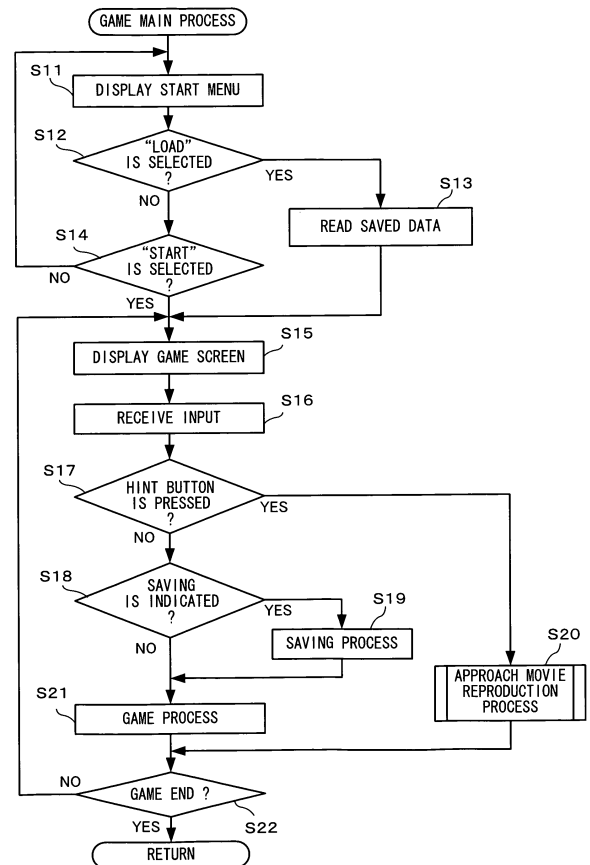 GAME MAIN PROCESS
S11
DISPLAY START MENU
S12
“LOAD”
IS SELECTED
?
YES
NO
S13
READ SAVED DATA
S14
“START”
IS SELECTED
?
NO
YES
S15
DISPLAY GAME SCREEN
S16
RECEIVE INPUT
S17
HINT BUTTON
IS PRESSED
?
YES
NO
S18
SAVING
IS INDICATED
?
YES
NO
S19
SAVING PROCESS
S20
APPROACH MOVIE
REPRODUCTION
PROCESS
S21
GAME PROCESS
NO
GAME END ?
YES
S22
RETURN